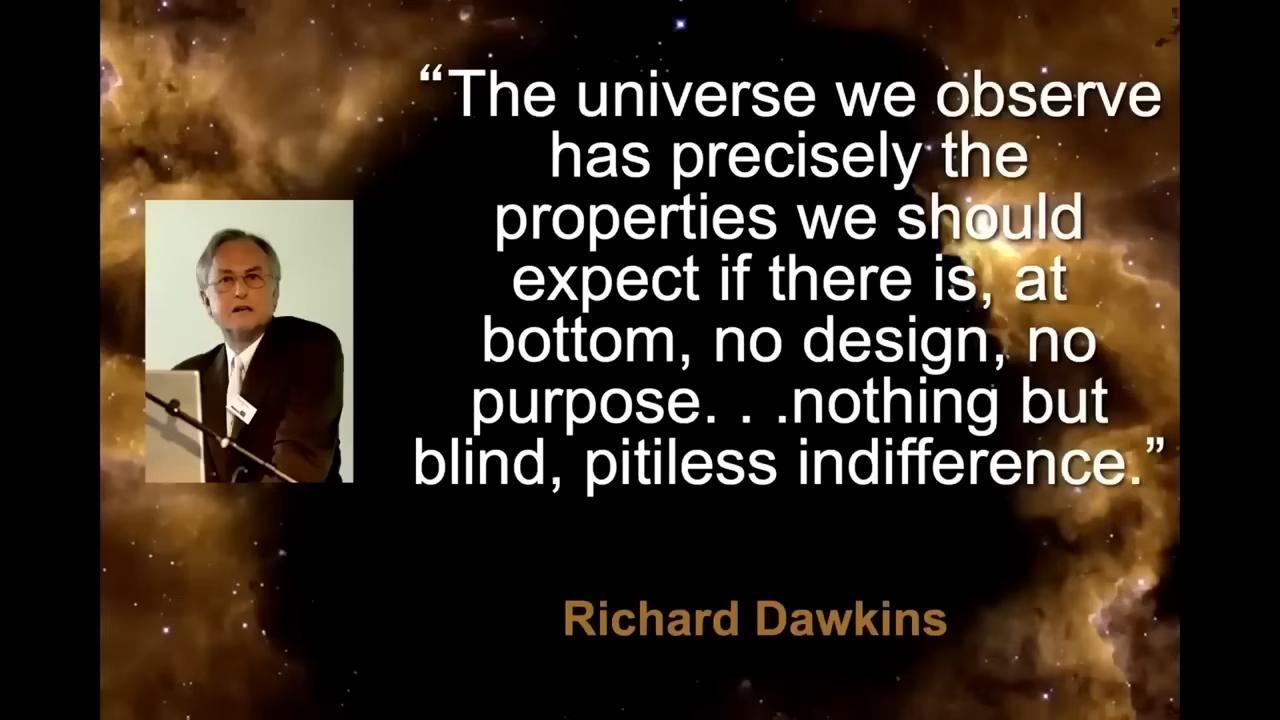 “The universe we observe
has precisely the
properties we should
expect if there is, at
bottom, no design, no
purpose. . .nothing but
blind, pitiless indifference.”
Richard Dawkins